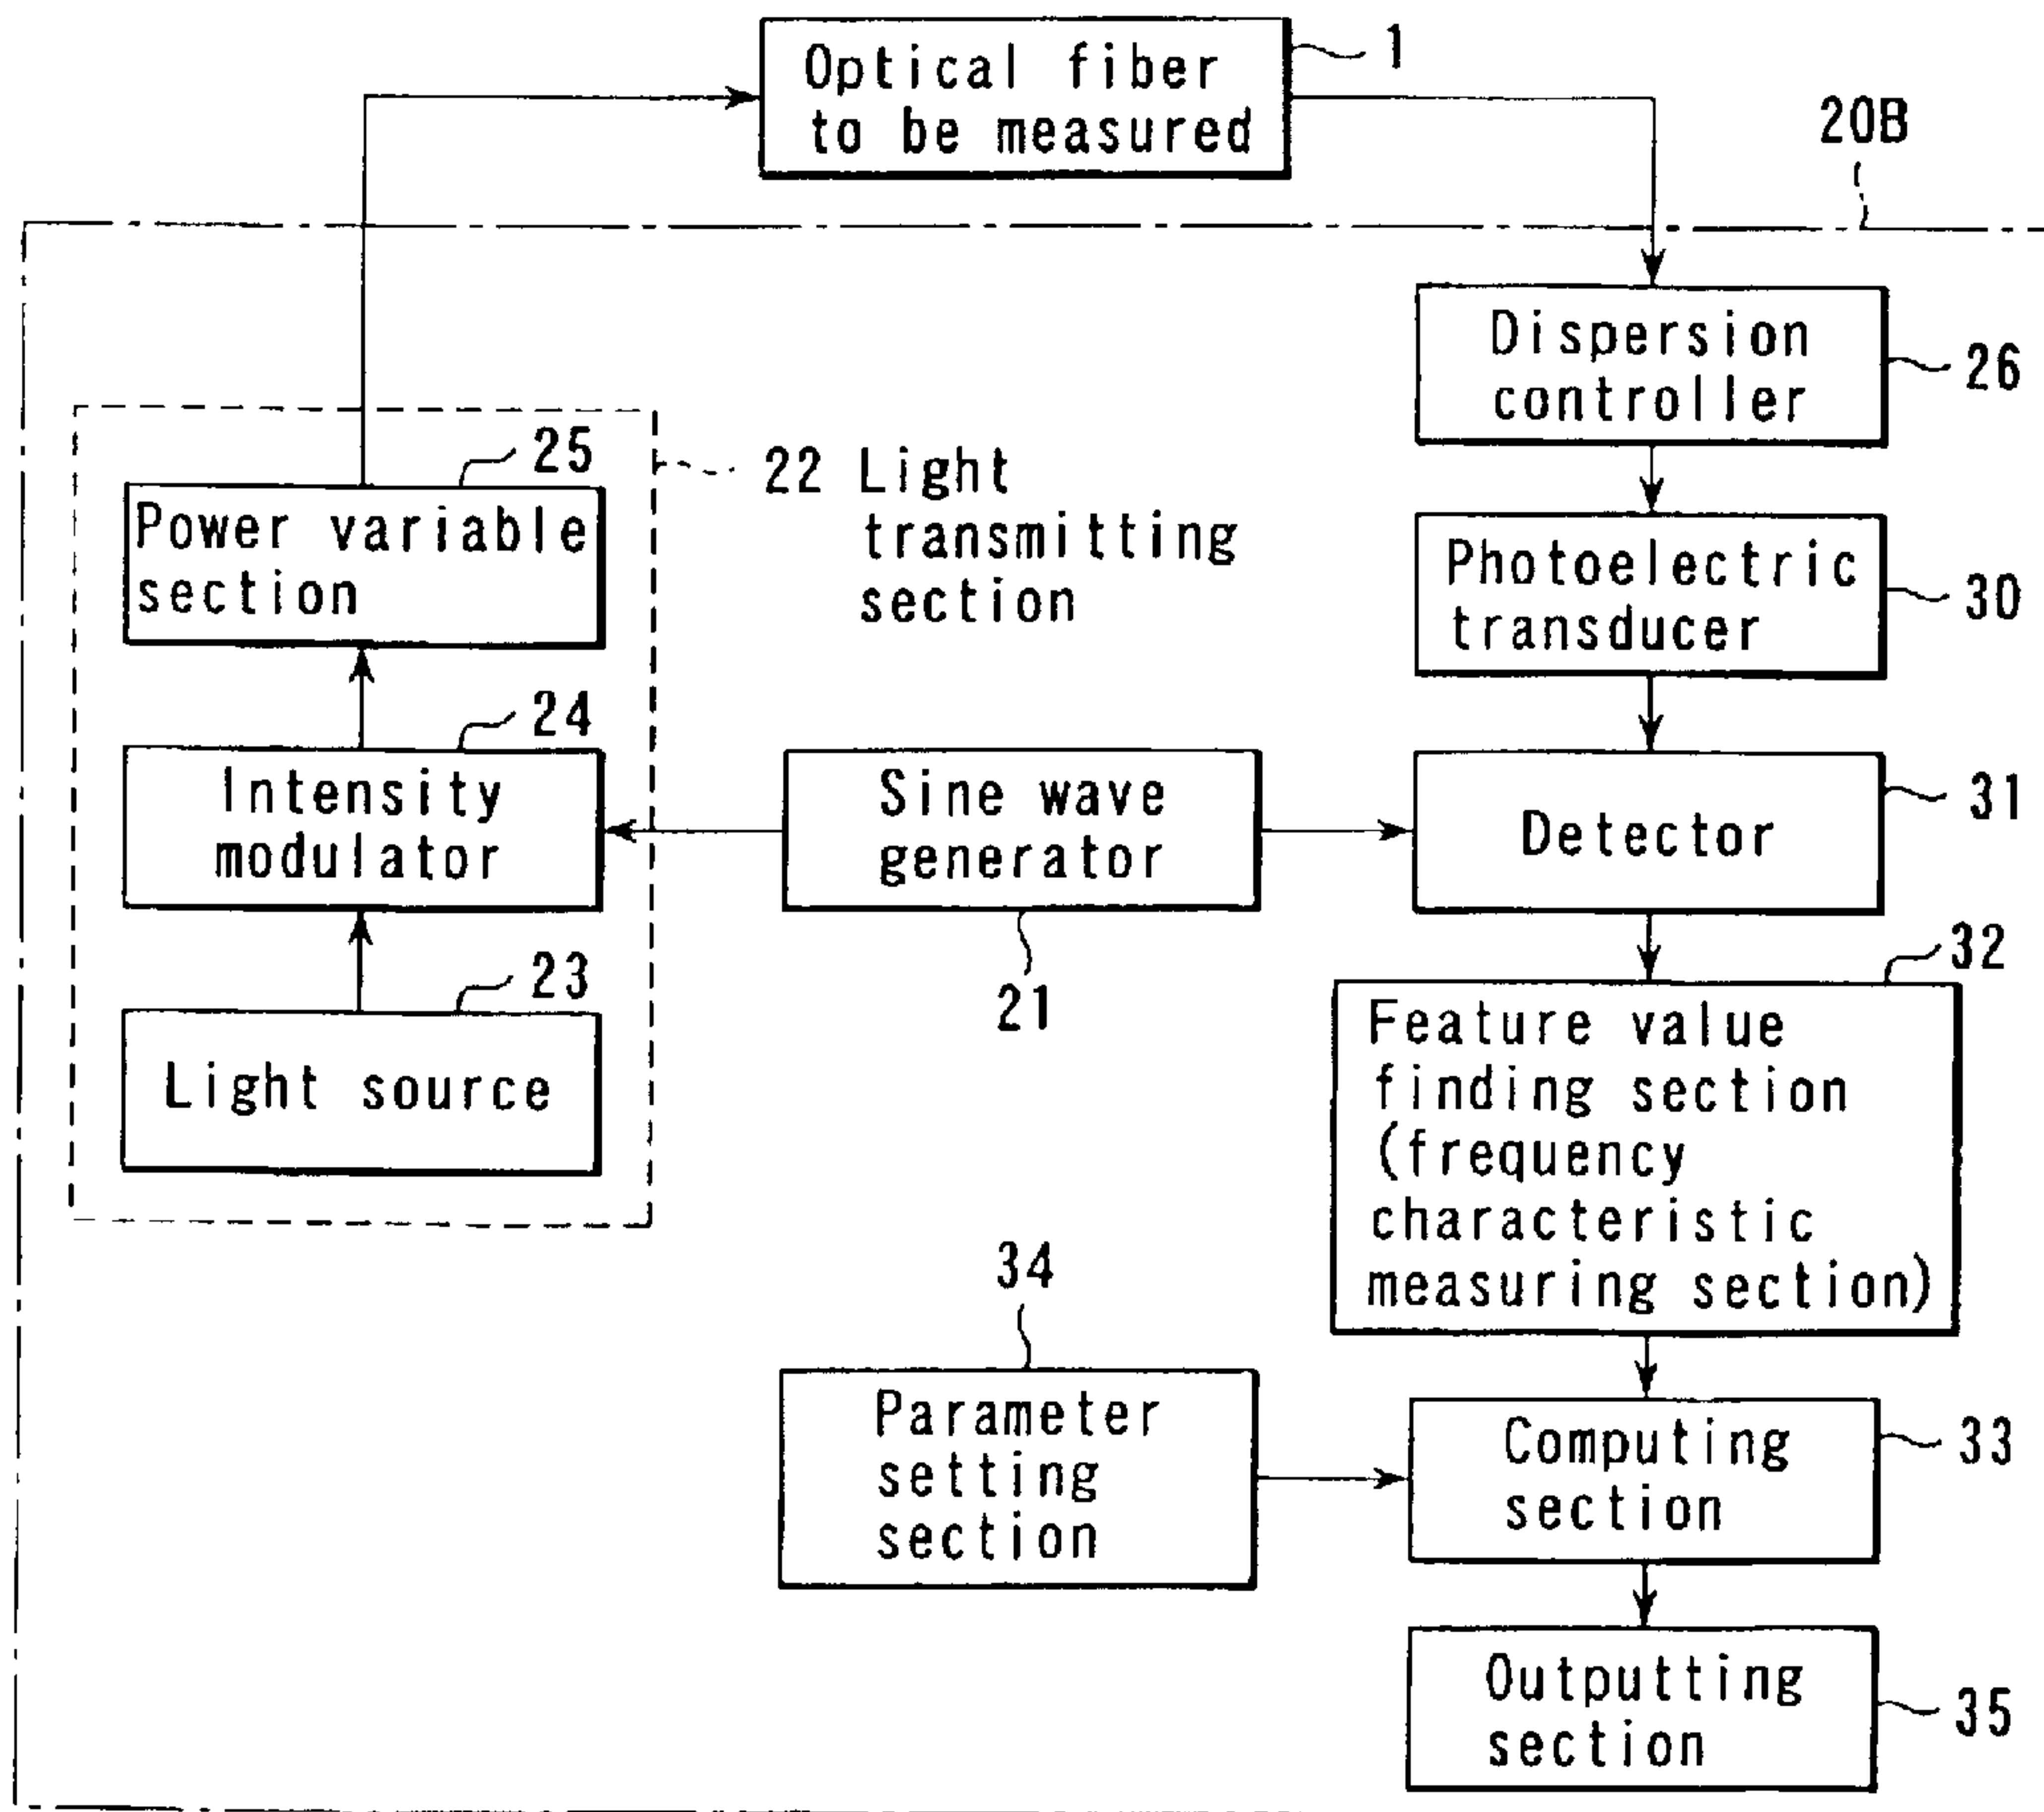 Optical fiber
to be measured
1
20B
Dispersion
controller
26
25
Power variable
section
22 Light
transmitting
section
Photoelectric
transducer
30
24
Intensity
modulator
Sine wave
generator
21
Detector
31
23
Light source
32
Feature value
finding section
(frequency
characteristic
measuring section)
34
Parameter
setting
section
Computing
section
33
Outputting
section
35